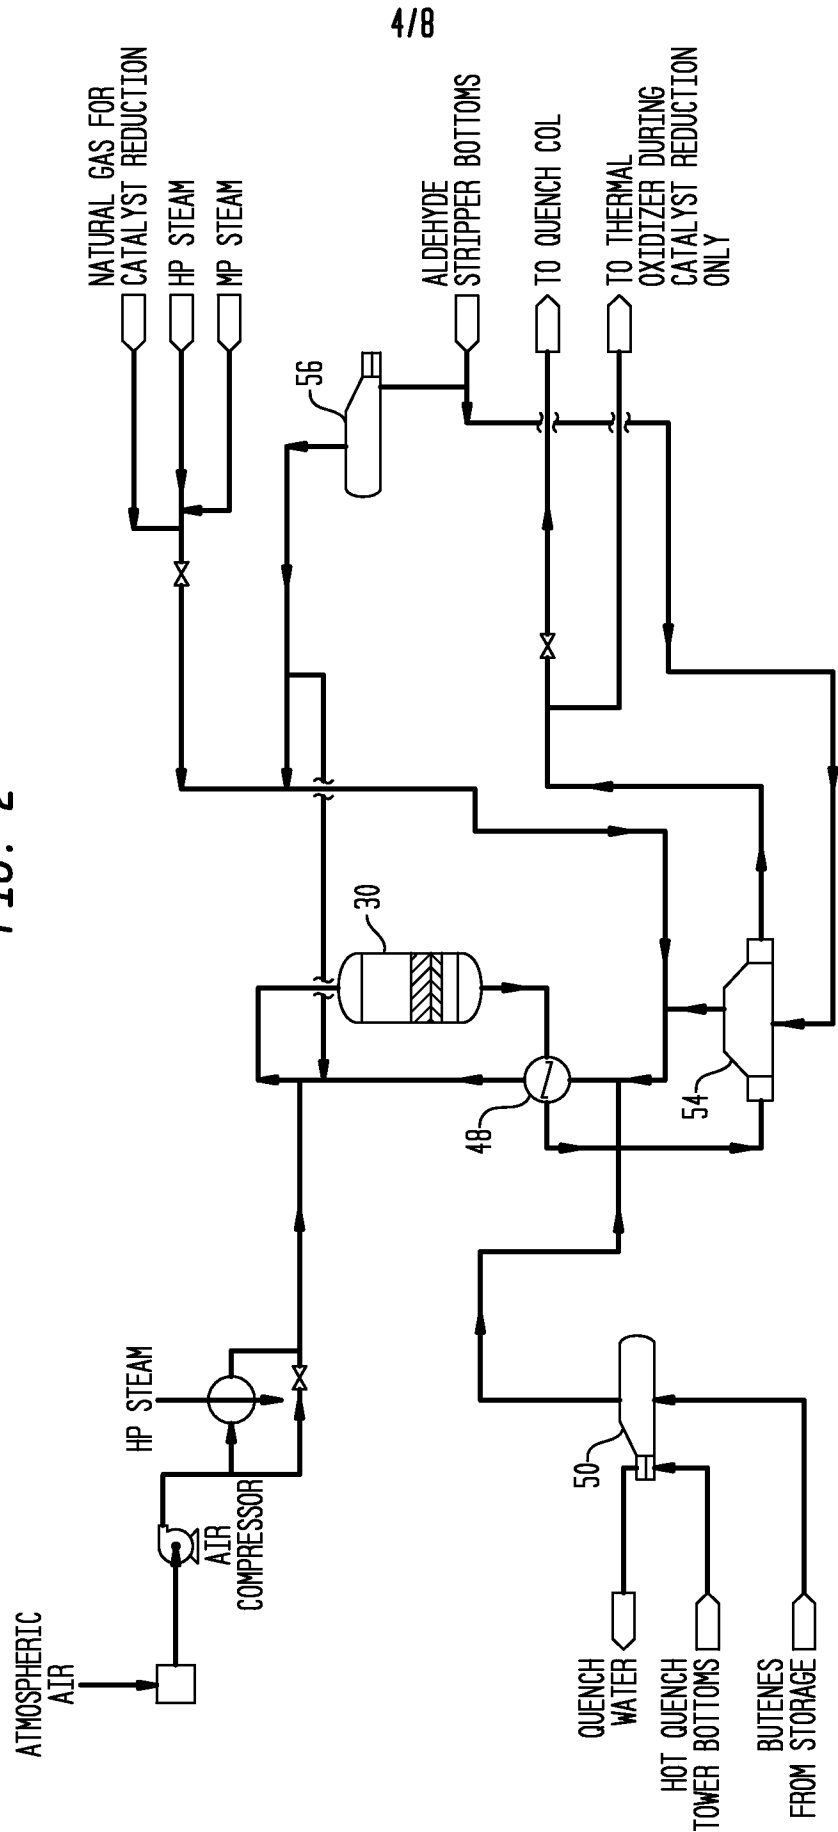 4/8
FIG. 2
ATMOSPHERIC
AIR
AIR
COMPRESSOR
HP STEAM
NATURAL GAS FOR
CATALYST REDUCTION
HP STEAM
MP STEAM
56
30
ALDEHYDE
STRIPPER BOTTOMS
TO QUENCH COL
TO THERMAL
OXIDIZER DURING
CATALYST REDUCTION
ONLY
48
50
54
QUENCH
WATER
HOT QUENCH
TOWER BOTTOMS
BUTENES
FROM STORAGE